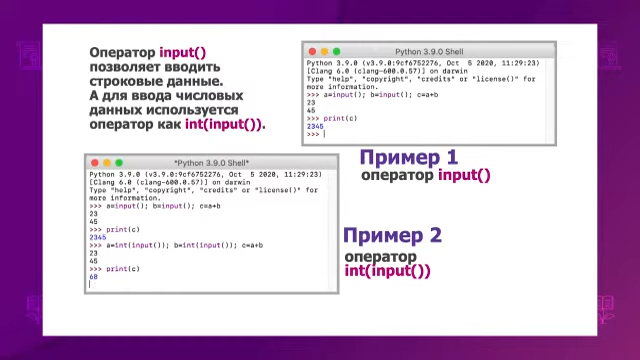 Оператор input()
позволяет вводить
строковые данные.
А для ввода числовых
данных используется
оператор как int(input()).
Python 3.9.0 Shell
Python 3.9.0 (v3.9.0:9cf6752276, Oct  5 2020, 11:29:23)
[Clang 6.0 (clang-600.0.57)] on darwin
Type "help", "copyright", "credits" or "license()" for
more information.
>>> a=input(); b=input(); c=a+b
23
45
>>> print(c)
2345
>>>
Пример 1
оператор input()
*Python 3.9.0 Shell*
Python 3.9.0 (v3.9.0:9cf6752276, Oct  5 2020, 11:29:23)
[Clang 6.0 (clang-600.0.57)] on darwin
Type "help", "copyright", "credits" or "license()" for
more information.
>>> a=input(); b=input(); c=a+b
23
45
>>> print(c)
2345
>>> a=int(input()); b=int(input()); c=a+b
23
45
>>> print(c)
68
Пример 2
оператор
int(input())